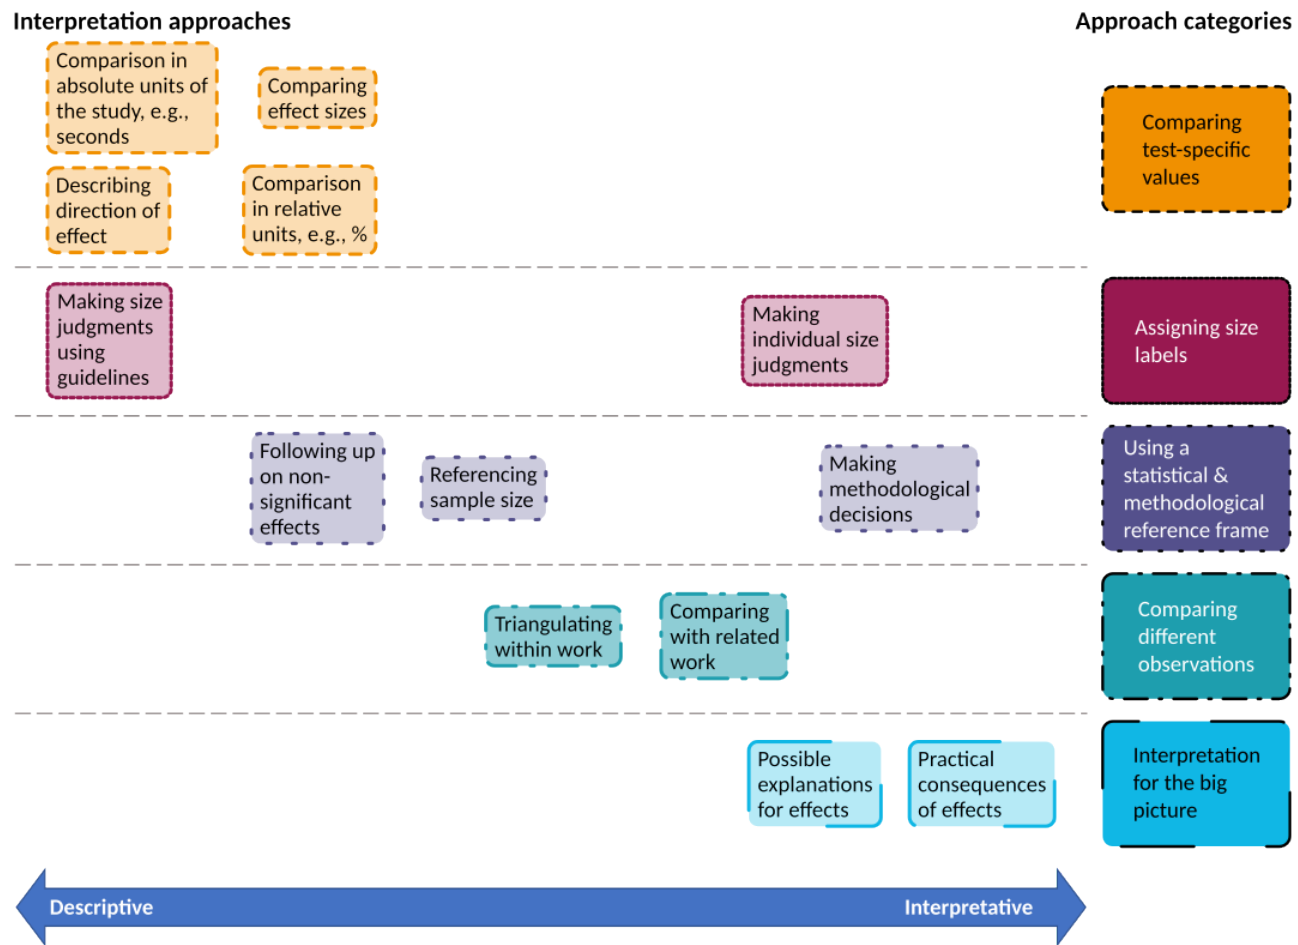 Interpretation approaches
Approach categories
Comparison in
absolute units of
the study, e.g.,
seconds
Comparing
effect sizes
Describing
direction of
effect
Comparison
in relative
units, e.g., %
Comparing
test-specific
values
Making size
judgments
using
guidelines
Making
individual size
judgments
Assigning size
labels
Following up
on non-
significant
effects
Referencing
sample size
Making
methodological
decisions
Using a
statistical &
methodological
reference frame
Triangulating
within work
Comparing
with related
work
Comparing
different
observations
Possible
explanations
for effects
Practical
consequences
of effects
Interpretation
for the big
picture
Descriptive
Interpretative